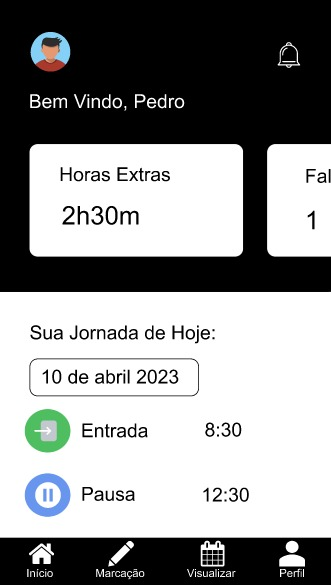 Bem Vindo, Pedro
Horas Extras
2h30m
Fal
1
Sua Jornada de Hoje:
10 de abril 2023
Entrada 8:30
Pausa 12:30
Início Marcação Visualizar Perfil